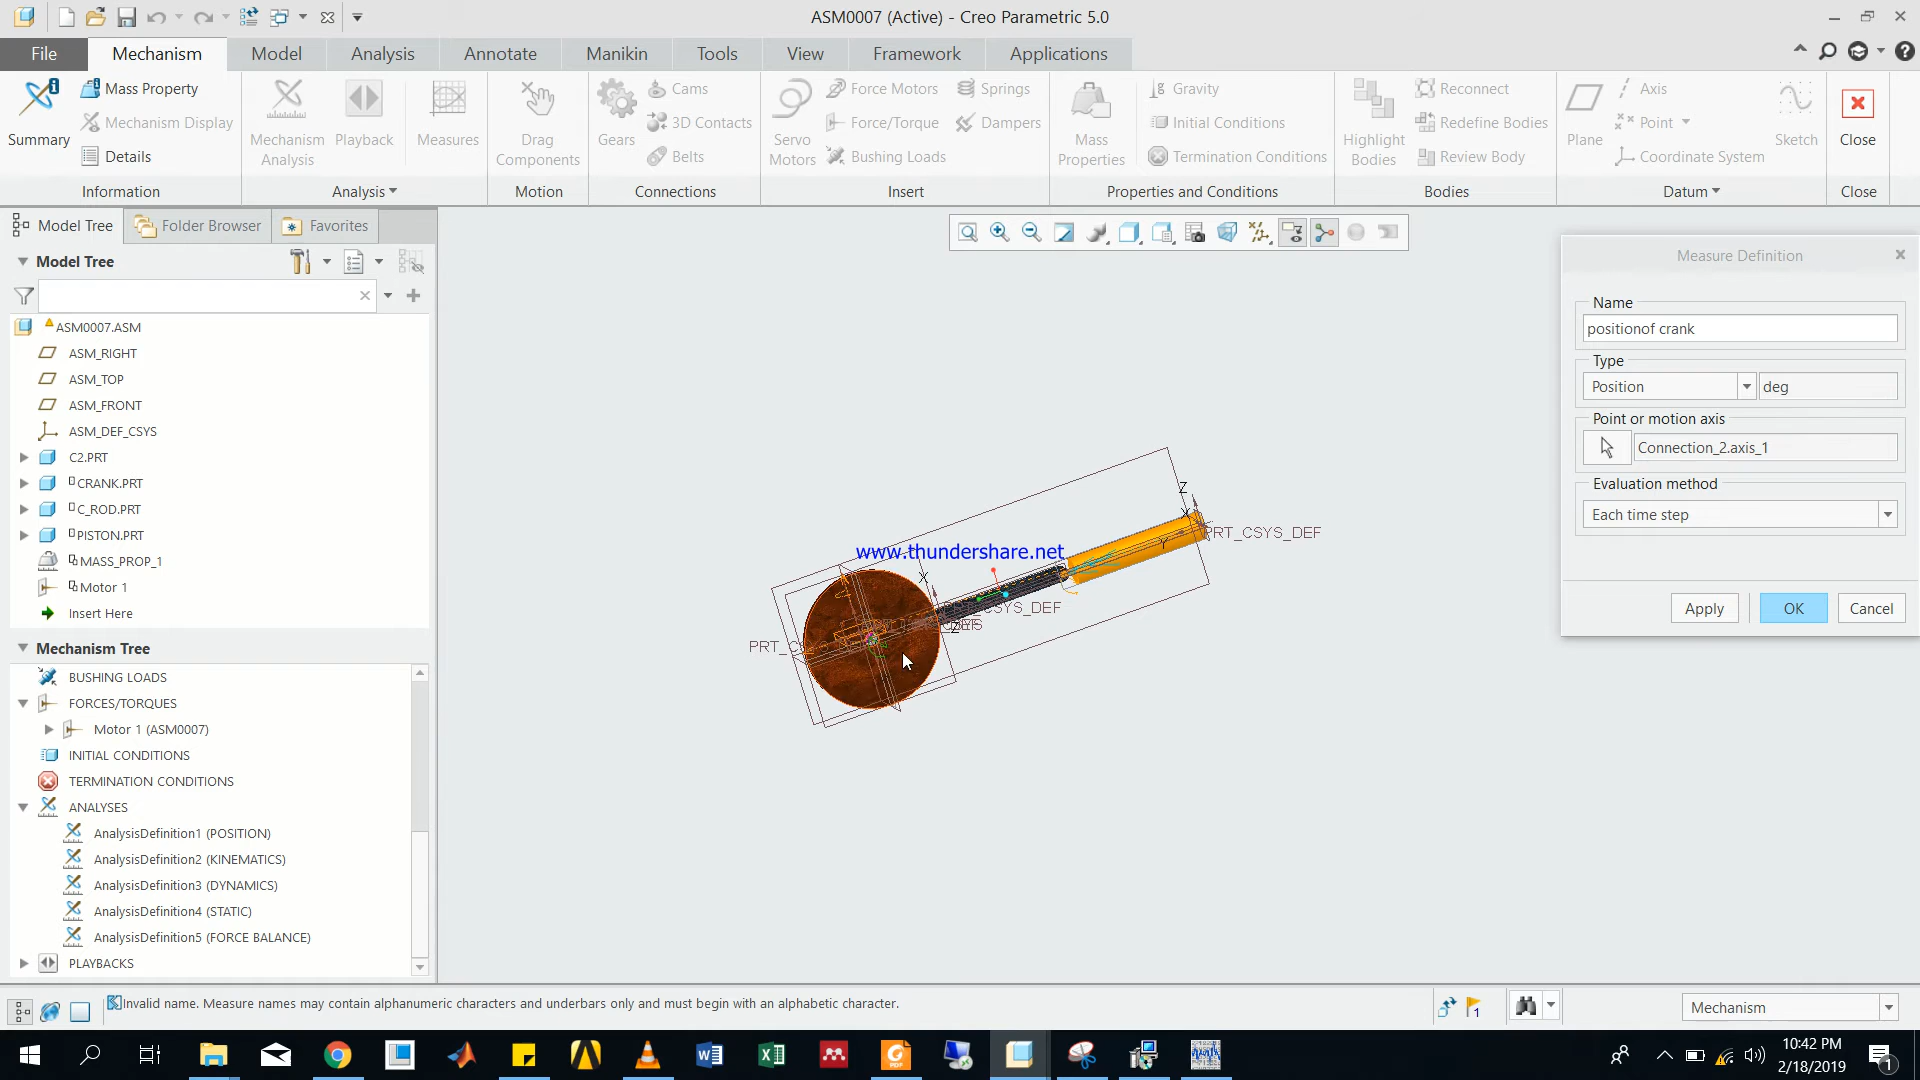 ASM0007 (Active) - Creo Parametric 5.0
File Mechanism Model Analysis Annotate Manikin Tools View Framework Applications
Summary
Mass Property
Mechanism Display
Details
Information
Mechanism Analysis
Playback
Measures
Analysis
Drag Components
Motion
Gears
Cams
3D Contacts
Belts
Connections
Servo Motors
Force Motors
Force/Torque
Bushing Loads
Springs
Dampers
Insert
Mass Properties
Gravity
Initial Conditions
Termination Conditions
Properties and Conditions
Highlight Bodies
Reconnect
Redefine Bodies
Review Body
Bodies
Plane
Axis
Point
Coordinate System
Sketch
Datum
Close
Close
Model Tree Folder Browser Favorites
Model Tree
ASM0007.ASM
ASM_RIGHT
ASM_TOP
ASM_FRONT
ASM_DEF_CSYS
C2.PRT
CRANK.PRT
C_ROD.PRT
PISTON.PRT
MASS_PROP_1
Motor 1
Insert Here
Mechanism Tree
BUSHING LOADS
FORCES/TORQUES
Motor 1 (ASM0007)
INITIAL CONDITIONS
TERMINATION CONDITIONS
ANALYSES
AnalysisDefinition1 (POSITION)
AnalysisDefinition2 (KINEMATICS)
AnalysisDefinition3 (DYNAMICS)
AnalysisDefinition4 (STATIC)
AnalysisDefinition5 (FORCE BALANCE)
PLAYBACKS
Z
X
Y
PRT_CSYS_DEF
www.thundershare.net
X
PRT_CSYS_DEF
Z
Measure Definition
Name
positionof crank
Type
Position deg
Point or motion axis
Connection_2.axis_1
Evaluation method
Each time step
Apply OK Cancel
Invalid name. Measure names may contain alphanumeric characters and underbars only and must begin with an alphabetic character.
1
Mechanism
10:42 PM
2/18/2019
1